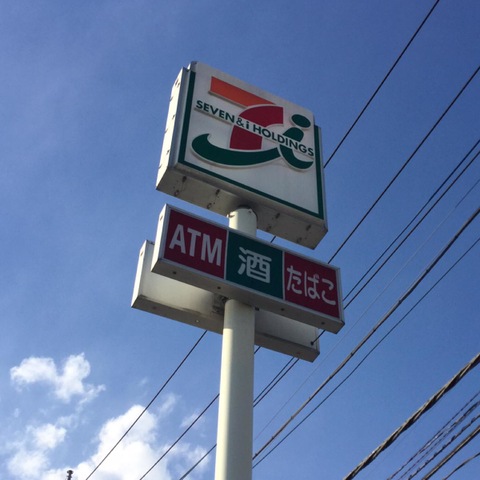 SEVEN & i HOLDINGS
ATM 酒 たばこ